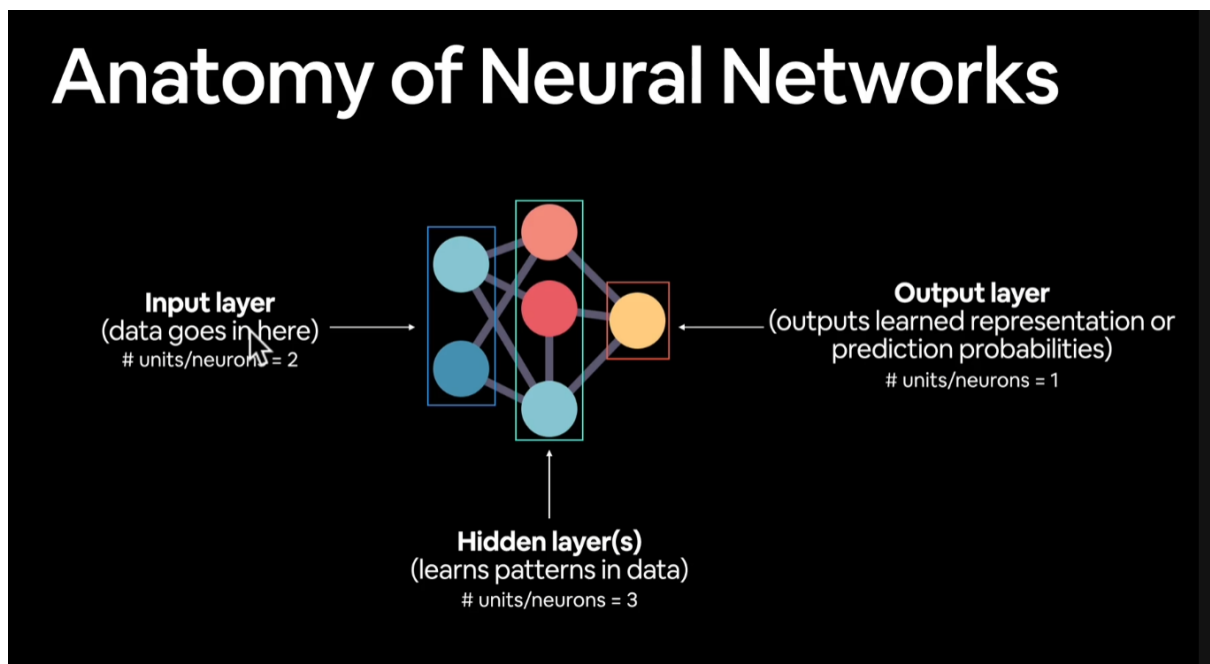 Anatomy of Neural Networks
Input layer
(data goes in here)
# units/neurons = 2
Output layer
(outputs learned representation or
prediction probabilities)
# units/neurons = 1
Hidden layer(s)
(learns patterns in data)
# units/neurons = 3